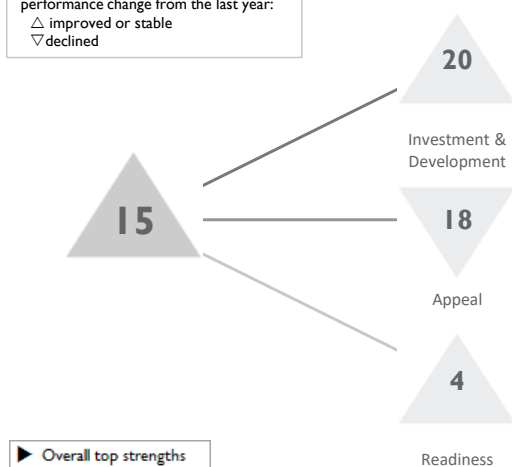 performance change from the last year:
△ improved or stable
▽ declined
20
Investment &
Development
15
18
Appeal
4
Readiness
▶ Overall top strengths